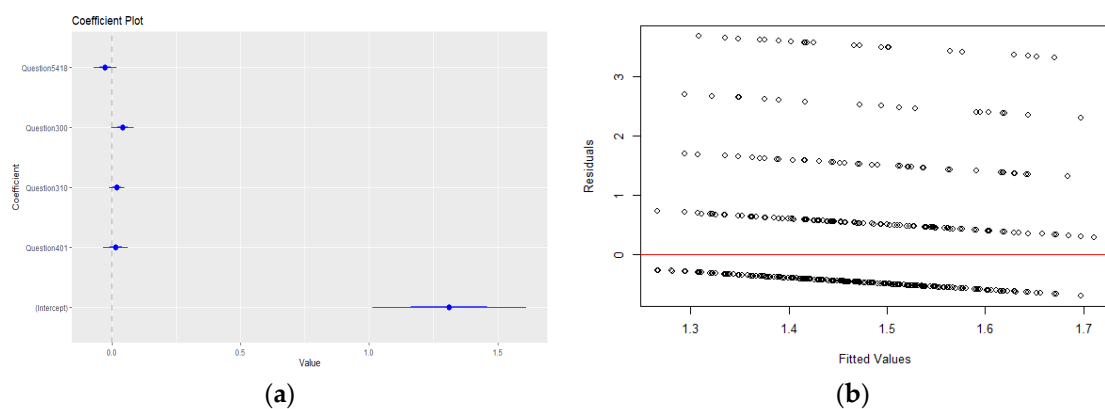 Coefficient Plot
Coefficient
Question5418
Question300
Question310
Question401
(Intercept)
0.0 0.5 1.0 1.5
Value
(a)
Residuals
3
2
1
0
1.3 1.4 1.5 1.6 1.7
Fitted Values
(b)